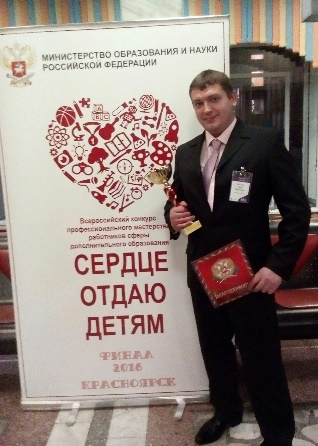 МИНИСТЕРСТВО ОБРАЗОВАНИЯ И НАУКИ
РОССИЙСКОЙ ФЕДЕРАЦИИ
Всероссийский конкурс
профессионального мастерства
работников сферы
дополнительного образования
СЕРДЦЕ
ОТДАЮ
ДЕТЯМ
ФИНАЛ
2016
КРАСНОЯРСК